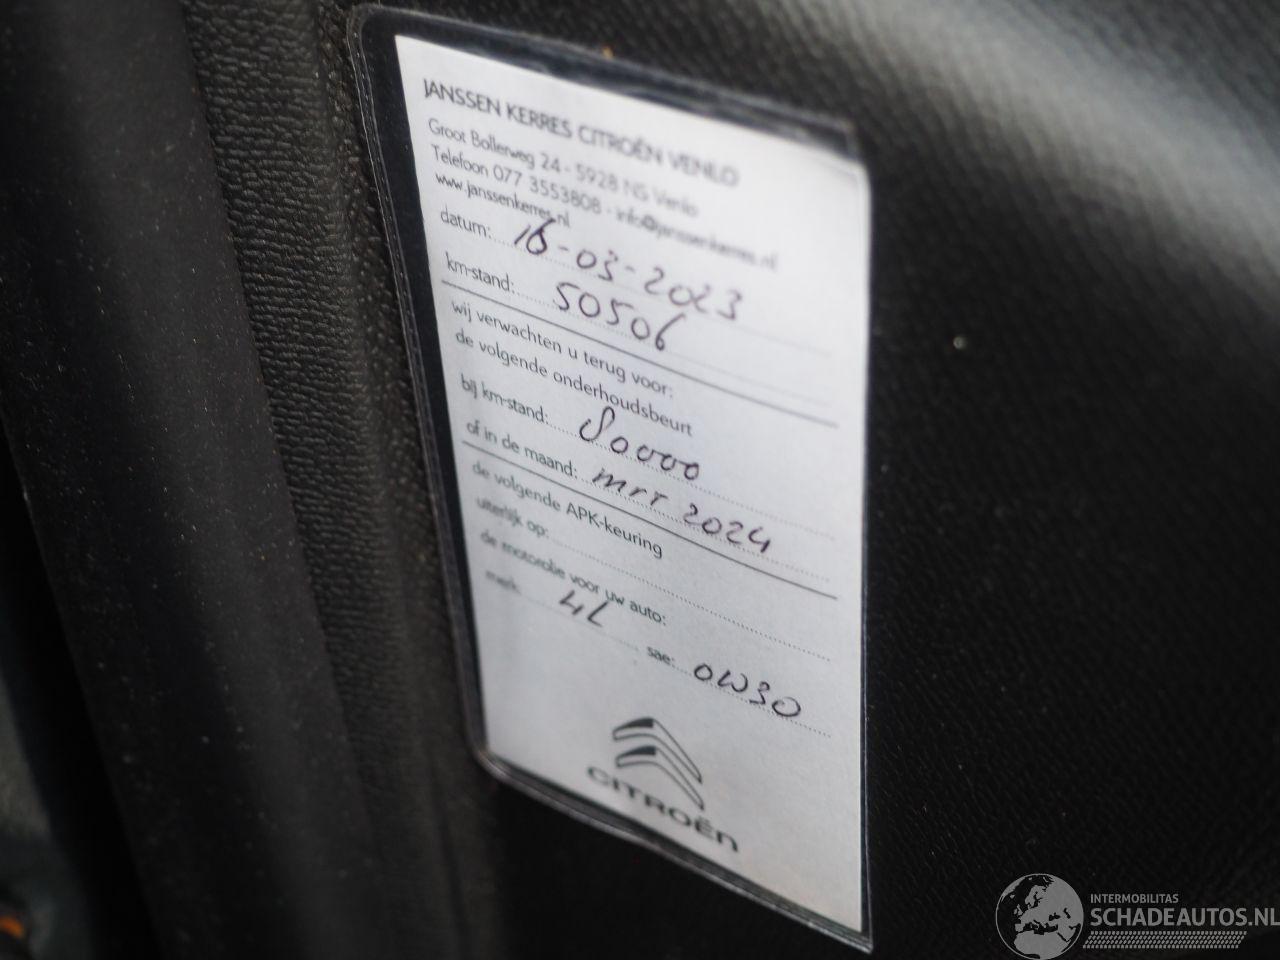 JANSSEN KERRES CITROËN VENLO
Groot Bollerweg 24 - 5928 NS Venlo
Telefoon 077 3553808 - info@janssenkerres.nl
www.janssenkerres.nl
datum: 16-03-2023
km-stand: 50506
wij verwachten u terug voor:
de volgende onderhoudsbeurt
bij km-stand: 80000
of in de maand: mrt 2024
de volgende APK-keuring
uiterlijk op:
de motorolie voor uw auto:
merk: 4L sae: 0W30
CITROËN
INTERMOBILITAS
SCHADEAUTOS.NL